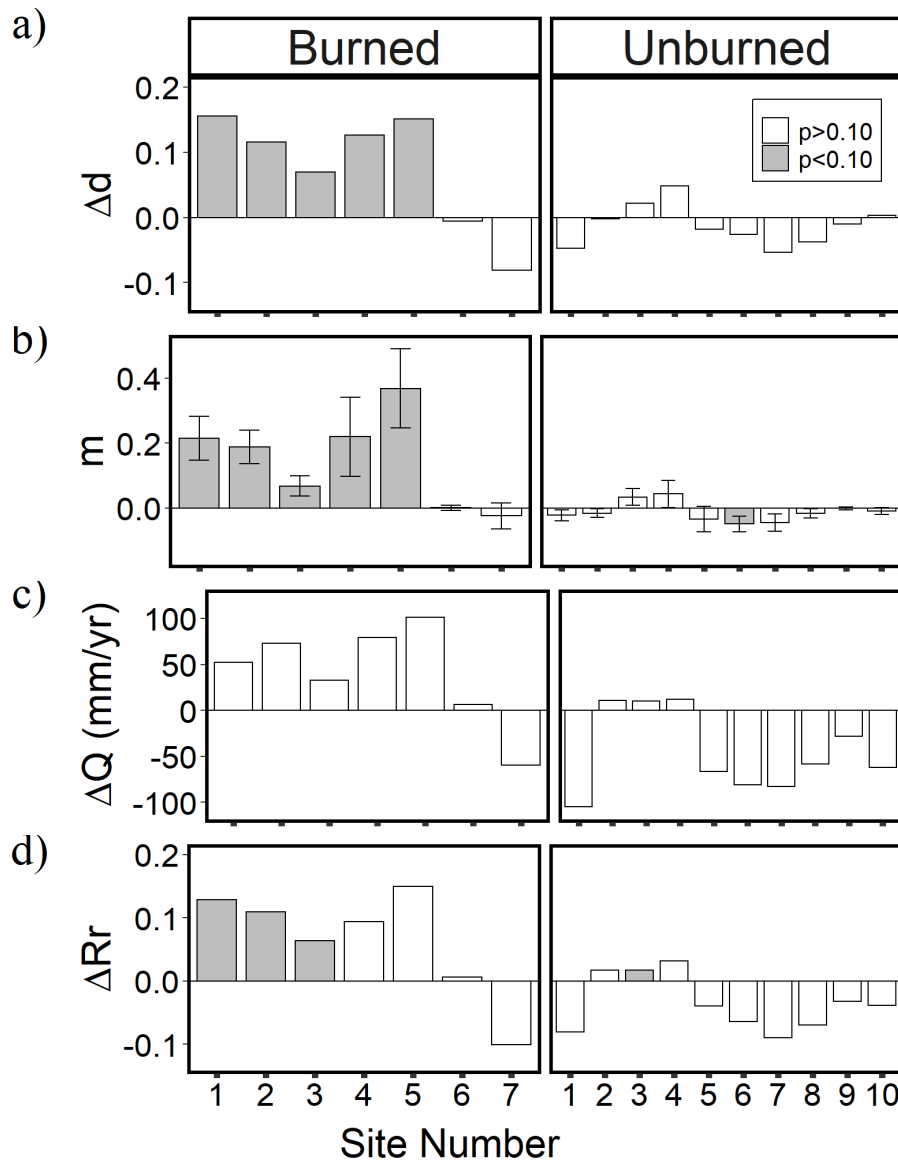 a)
Burned Unburned
0.2
0.1
0.0
-0.1
Δd
p>0.10
p<0.10
b)
0.4
0.2
0.0
m
c)
100
50
0
-50
-100
ΔQ (mm/yr)
d)
0.2
0.1
0.0
-0.1
ΔRr
1 2 3 4 5 6 7 1 2 3 4 5 6 7 8 9 10
Site Number